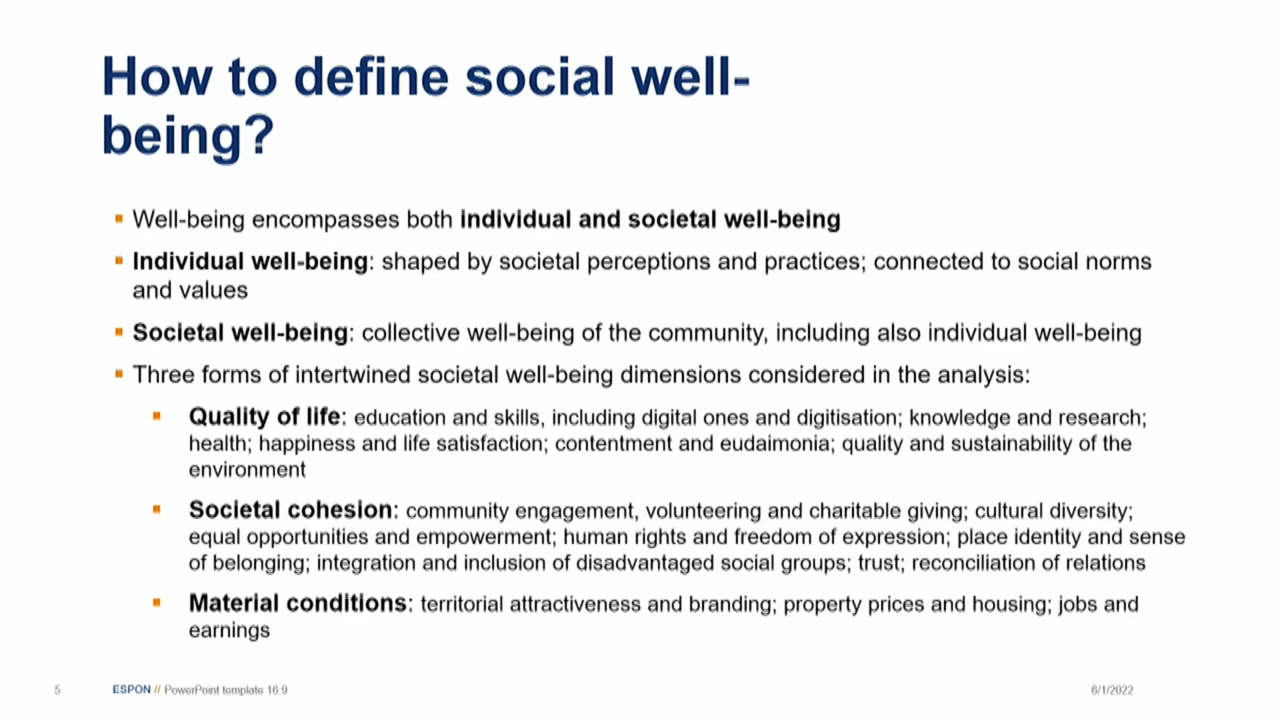 How to define social well-
being?
▪ Well-being encompasses both individual and societal well-being
▪ Individual well-being: shaped by societal perceptions and practices; connected to social norms
and values
▪ Societal well-being: collective well-being of the community, including also individual well-being
▪ Three forms of intertwined societal well-being dimensions considered in the analysis:
▪ Quality of life: education and skills, including digital ones and digitisation; knowledge and research;
health; happiness and life satisfaction; contentment and eudaimonia; quality and sustainability of the
environment
▪ Societal cohesion: community engagement, volunteering and charitable giving; cultural diversity;
equal opportunities and empowerment; human rights and freedom of expression; place identity and sense
of belonging; integration and inclusion of disadvantaged social groups; trust; reconciliation of relations
▪ Material conditions: territorial attractiveness and branding; property prices and housing; jobs and
earnings
5 ESPON // PowerPoint template 16:9 6/1/2022